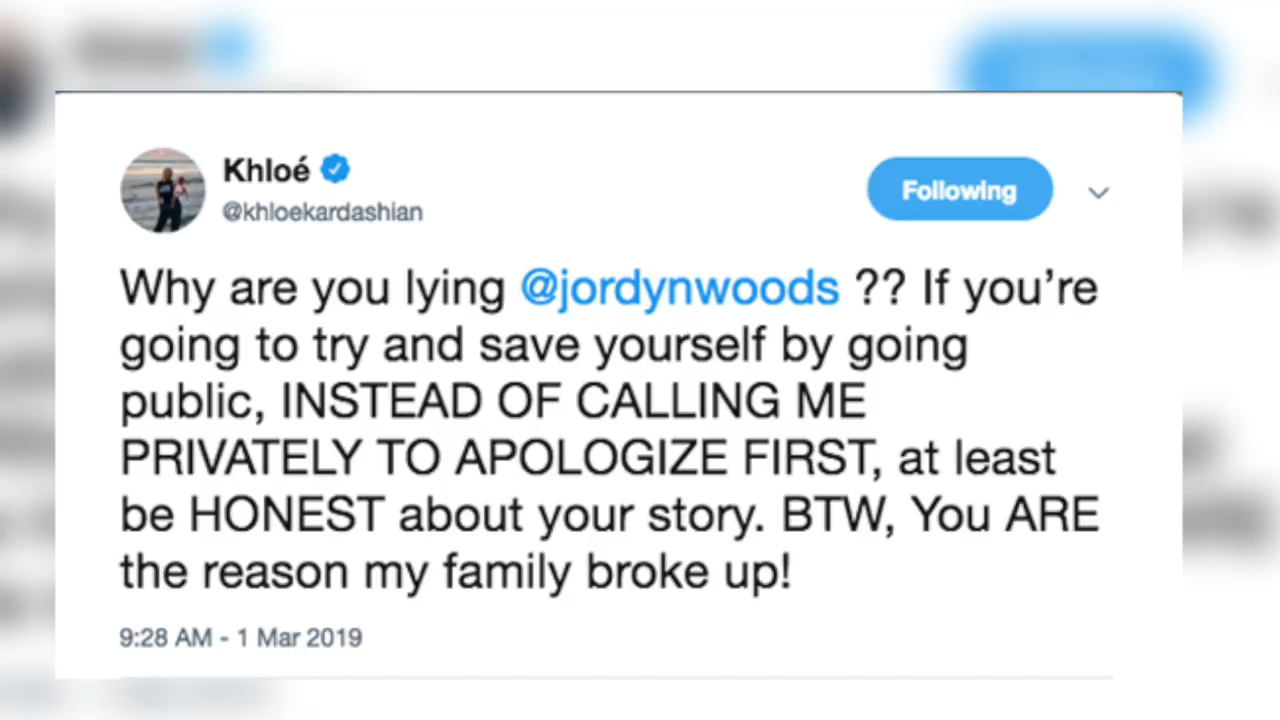 Khloé
@khloekardashian
Following
Why are you lying @jordynwoods ?? If you’re
going to try and save yourself by going
public, INSTEAD OF CALLING ME
PRIVATELY TO APOLOGIZE FIRST, at least
be HONEST about your story. BTW, You ARE
the reason my family broke up!
9:28 AM - 1 Mar 2019